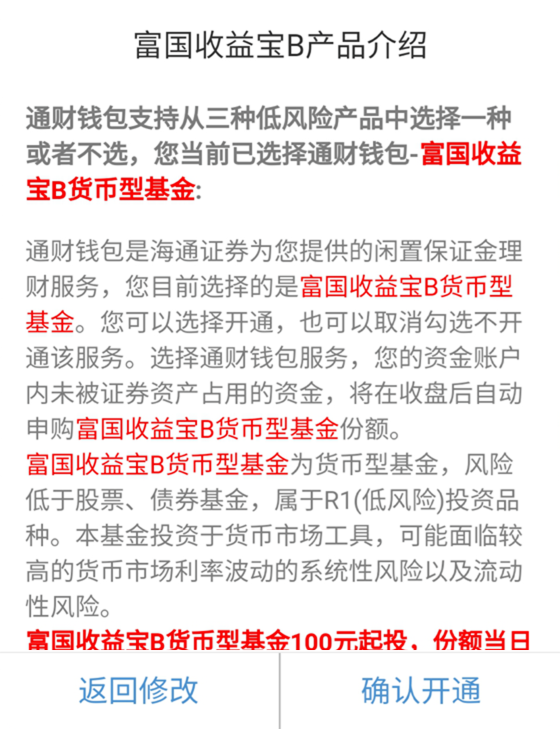 富国收益宝B产品介绍
通财钱包支持从三种低风险产品中选择一种
或者不选，您当前已选择通财钱包-富国收益
宝B货币型基金:
通财钱包是海通证券为您提供的闲置保证金理
财服务，您目前选择的是富国收益宝B货币型
基金。您可以选择开通，也可以取消勾选不开
通该服务。选择通财钱包服务，您的资金账户
内未被证券资产占用的资金，将在收盘后自动
申购富国收益宝B货币型基金份额。
富国收益宝B货币型基金为货币型基金，风险
低于股票、债券基金，属于R1(低风险)投资品
种。本基金投资于货币市场工具，可能面临较
高的货币市场利率波动的系统性风险以及流动
性风险。
富国收益宝B货币型基金100元起投，份额当日
返回修改
确认开通